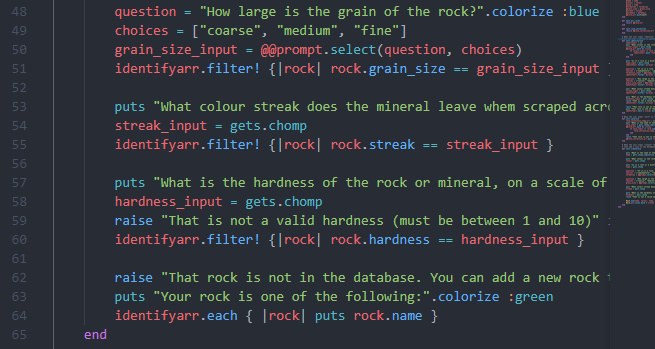 48 question = "How large is the grain of the rock?".colorize :blue
49 choices = ["coarse", "medium", "fine"]
50 grain_size_input = @@prompt.select(question, choices)
51 identifyarr.filter! {|rock| rock.grain_size == grain_size_input
52
53 puts "What colour streak does the mineral leave whem scraped acro
54 streak_input = gets.chomp
55 identifyarr.filter! {|rock| rock.streak == streak_input }
56
57 puts "What is the hardness of the rock or mineral, on a scale of
58 hardness_input = gets.chomp
59 raise "That is not a valid hardness (must be between 1 and 10)"
60 identifyarr.filter! {|rock| rock.hardness == hardness_input }
61
62 raise "That rock is not in the database. You can add a new rock
63 puts "Your rock is one of the following:".colorize :green
64 identifyarr.each { |rock| puts rock.name }
65 end